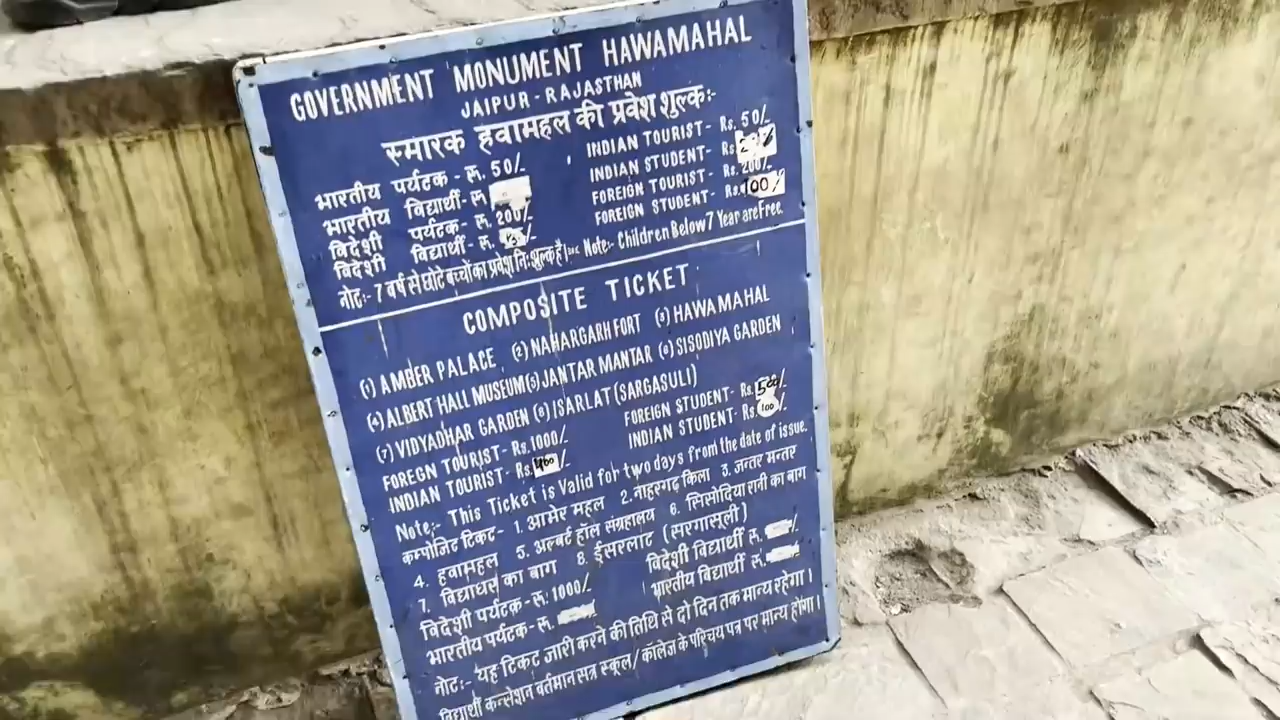 GOVERNMENT MONUMENT HAWAMAHAL
JAIPUR - RAJASTHAN
स्मारक हवामहल की प्रवेश शुल्क:-
भारतीय पर्यटक - रू. 50/-
भारतीय विद्यार्थी - रू
विदेशी पर्यटक - रू. 200/-
विदेशी विद्यार्थी - रू.
INDIAN TOURIST- Rs. 50/-
INDIAN STUDENT- Rs
FOREIGN TOURIST- Rs. 200/-
FOREIGN STUDENT- Rs. 100/-
नोट:- 7 वर्ष से छोटे बच्चों का प्रवेश नि:शुल्क है। Note:- Children Below 7 Year are Free.
COMPOSITE TICKET
(1) AMBER PALACE (2) NAHARGARH FORT (3) HAWAMAHAL
(4) ALBERT HALL MUSEUM (5) JANTAR MANTAR (6) SISODIYA GARDEN
(7) VIDYADHAR GARDEN (8) ISARLAT (SARGASULI)
FOREGN TOURIST- Rs. 1000/- FOREIGN STUDENT- Rs. 500/-
INDIAN TOURIST- Rs. 400/- INDIAN STUDENT- Rs. 100/-
Note;- This Ticket is Valid for two days from the date of issue.
कम्पोजिट टिकट- 1. आमेर महल 2. नाहरगढ़ किला 3. जन्तर मन्तर
4. हवामहल 5. अल्बर्ट हॉल संग्रहालय 6. सिसोदिया रानी का बाग
7. विद्याधर का बाग 8. ईसरलाट (सरगासूली)
विदेशी पर्यटक- रू. 1000/- विदेशी विद्यार्थी रू. /-
भारतीय पर्यटक- रू. भारतीय विद्यार्थी रू. /-
नोट:- यह टिकट जारी करने की तिथि से दो दिन तक मान्य रहेगा।
विद्यार्थी कन्सेशन वर्तमान सत्र स्कूल/कॉलेज के परिचय पत्र पर मान्य होगा।